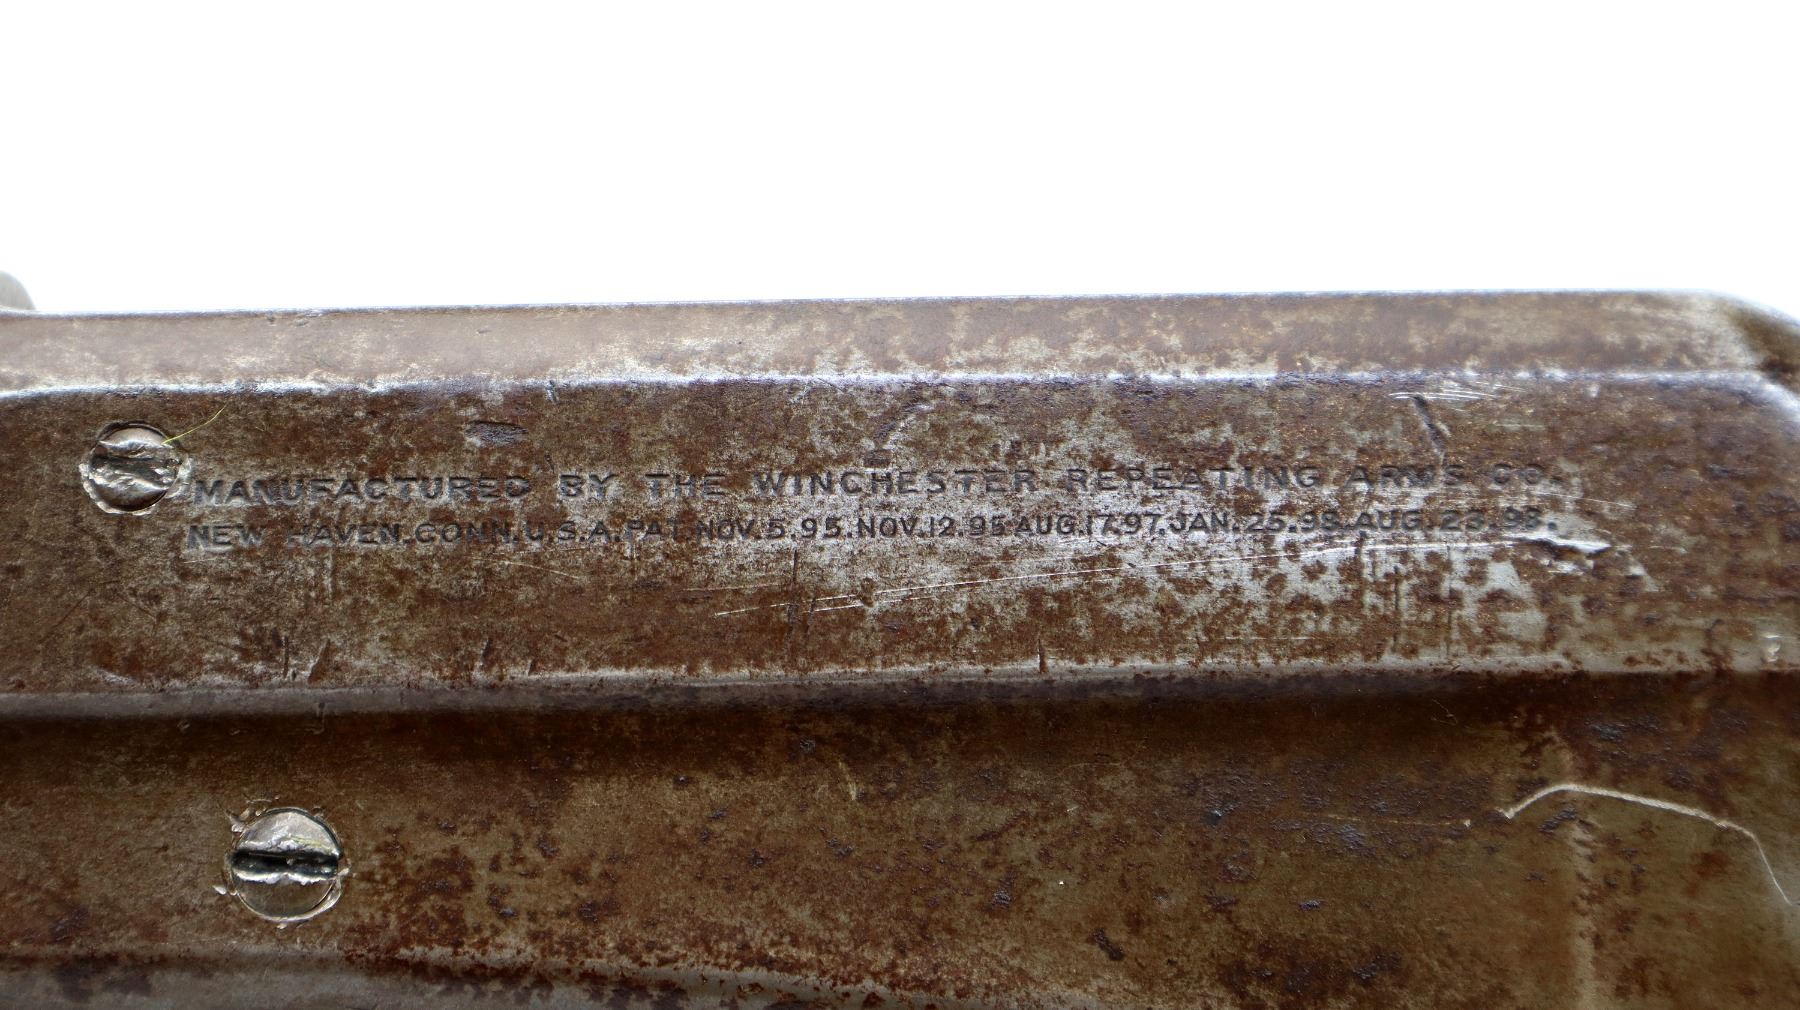 MANUFACTURED BY THE WINCHESTER REPEATING ARMS CO.
NEW HAVEN.CONN.U.S.A.PAT.NOV.5.95.NOV.12.95.AUG.17.97.JAN.25.98.AUG.23.98.